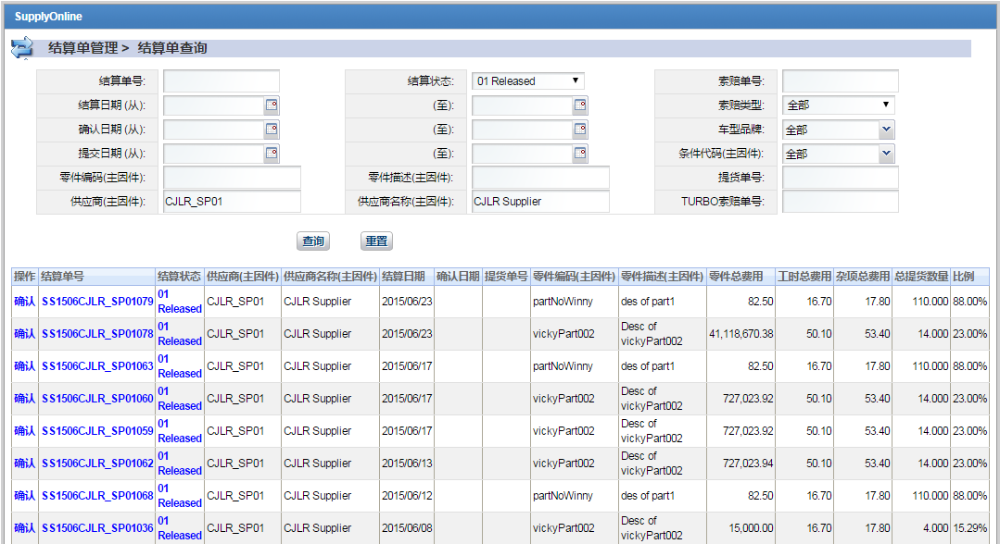 SupplyOnline
结算单管理 > 结算单查询
结算单号: 结算状态: 01 Released 索赔单号:
结算日期 (从): (至): 索赔类型: 全部
确认日期 (从): (至): 车型品牌: 全部
提交日期 (从): (至): 条件代码(主因件): 全部
零件编码(主因件): 零件描述(主因件): 提货单号:
供应商(主因件): CJLR_SP01 供应商名称(主因件): CJLR Supplier TURBO索赔单号:
查询 重置
操作 结算单号 结算状态 供应商(主因件) 供应商名称(主因件) 结算日期 确认日期 提货单号 零件编码(主因件) 零件描述(主因件) 零件总费用 工时总费用 杂项总费用 总提货数量 比例
确认 SS1506CJLR_SP01079 01 Released CJLR_SP01 CJLR Supplier 2015/06/23 partNoWinny des of part1 82.50 16.70 17.80 110.000 88.00%
确认 SS1506CJLR_SP01078 01 Released CJLR_SP01 CJLR Supplier 2015/06/23 vickyPart002 Desc of vickyPart002 41,118,670.38 50.10 53.40 14.000 23.00%
确认 SS1506CJLR_SP01063 01 Released CJLR_SP01 CJLR Supplier 2015/06/17 partNoWinny des of part1 82.50 16.70 17.80 110.000 88.00%
确认 SS1506CJLR_SP01060 01 Released CJLR_SP01 CJLR Supplier 2015/06/17 vickyPart002 Desc of vickyPart002 727,023.92 50.10 53.40 14.000 23.00%
确认 SS1506CJLR_SP01059 01 Released CJLR_SP01 CJLR Supplier 2015/06/17 vickyPart002 Desc of vickyPart002 727,023.92 50.10 53.40 14.000 23.00%
确认 SS1506CJLR_SP01062 01 Released CJLR_SP01 CJLR Supplier 2015/06/13 vickyPart002 Desc of vickyPart002 727,023.94 50.10 53.40 14.000 23.00%
确认 SS1506CJLR_SP01068 01 Released CJLR_SP01 CJLR Supplier 2015/06/12 partNoWinny des of part1 82.50 16.70 17.80 110.000 88.00%
确认 SS1506CJLR_SP01036 01 Released CJLR_SP01 CJLR Supplier 2015/06/08 vickyPart002 Desc of vickyPart002 15,000.00 16.70 17.80 4.000 15.29%